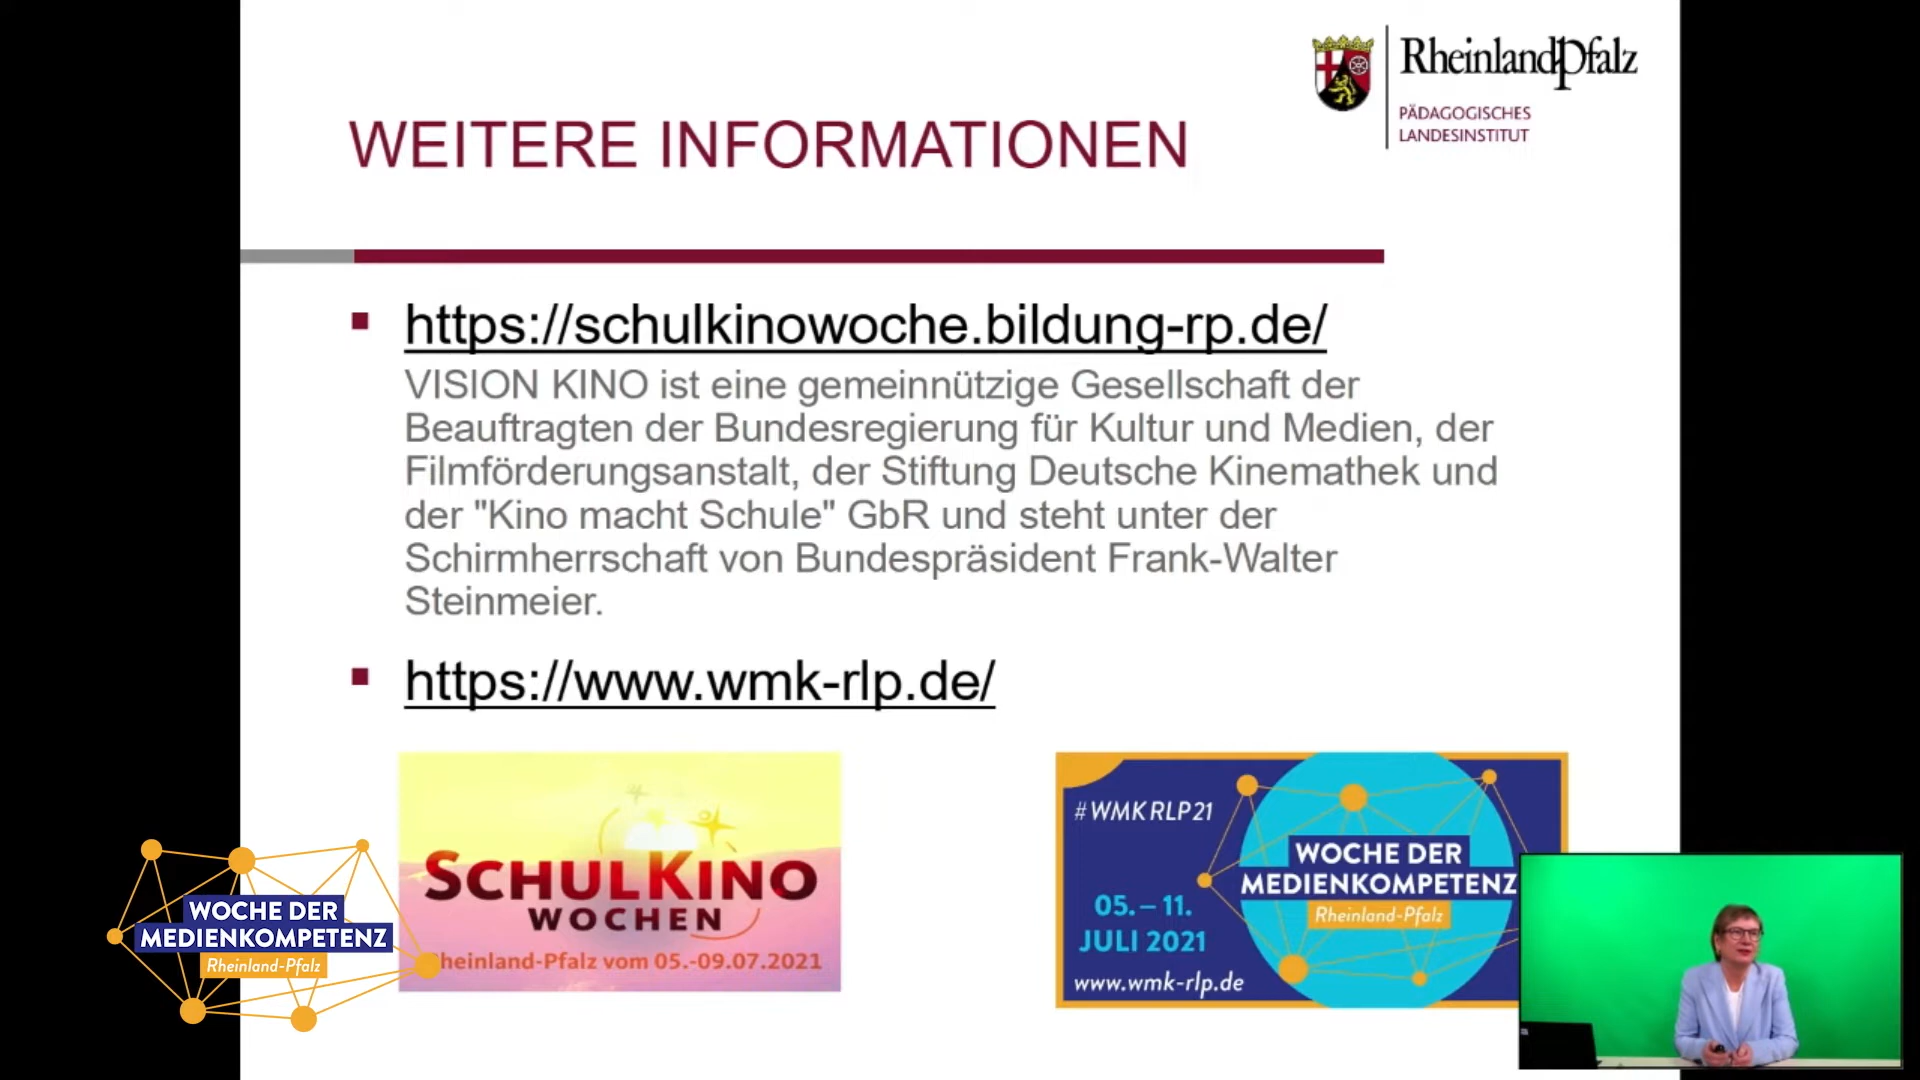 RheinlandPfalz
PÄDAGOGISCHES
LANDESINSTITUT
WEITERE INFORMATIONEN
https://schulkinowoche.bildung-rp.de/
VISION KINO ist eine gemeinnützige Gesellschaft der
Beauftragten der Bundesregierung für Kultur und Medien, der
Filmförderungsanstalt, der Stiftung Deutsche Kinemathek und
der "Kino macht Schule" GbR und steht unter der
Schirmherrschaft von Bundespräsident Frank-Walter
Steinmeier.
https://www.wmk-rlp.de/
SCHULKINO
WOCHEN
Rheinland-Pfalz vom 05.-09.07.2021
#WMKRLP21
WOCHE DER
MEDIENKOMPETENZ
Rheinland-Pfalz
05.–11.
JULI 2021
www.wmk-rlp.de
WOCHE DER
MEDIENKOMPETENZ
Rheinland-Pfalz